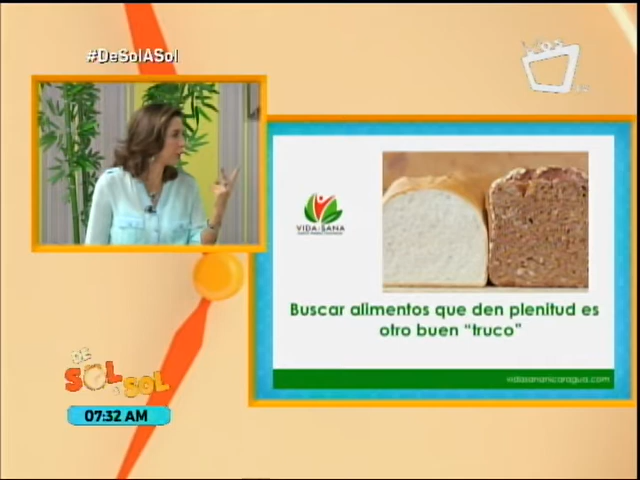 #DeSolASol
VIDA SANA
Buscar alimentos que den plenitud es
otro buen “truco”
vidasananicaragua.com
DE
SOL
A SOL
07:32 AM